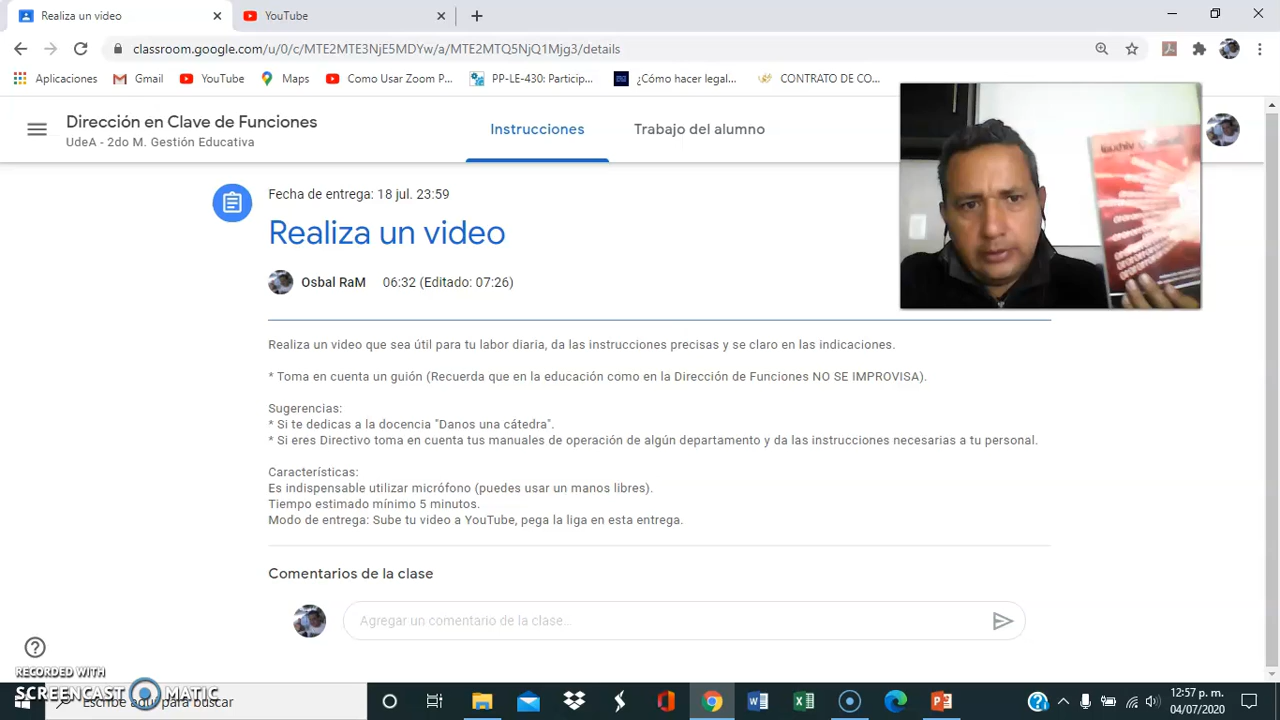 Realiza un video
YouTube
classroom.google.com/u/0/c/MTE2MTE3NjE5MDYw/a/MTE2MTQ5NjQ1Mjg3/details
Aplicaciones
Gmail
YouTube
Maps
Como Usar Zoom P...
PP-LE-430: Particip...
¿Cómo hacer legal...
CONTRATO DE CO...
Dirección en Clave de Funciones
UdeA - 2do M. Gestión Educativa
Instrucciones
Trabajo del alumno
Fecha de entrega: 18 jul. 23:59
Realiza un video
Osbal RaM 06:32 (Editado: 07:26)
Realiza un video que sea útil para tu labor diaria, da las instrucciones precisas y se claro en las indicaciones.
* Toma en cuenta un guión (Recuerda que en la educación como en la Dirección de Funciones NO SE IMPROVISA).
Sugerencias:
* Si te dedicas a la docencia "Danos una cátedra".
* Si eres Directivo toma en cuenta tus manuales de operación de algún departamento y da las instrucciones necesarias a tu personal.
Características:
Es indispensable utilizar micrófono (puedes usar un manos libres).
Tiempo estimado mínimo 5 minutos.
Modo de entrega: Sube tu video a YouTube, pega la liga en esta entrega.
Comentarios de la clase
Agregar un comentario de la clase...
RECORDED WITH
SCREENCAST MATIC
Escribe aquí para buscar
12:57 p. m.
04/07/2020